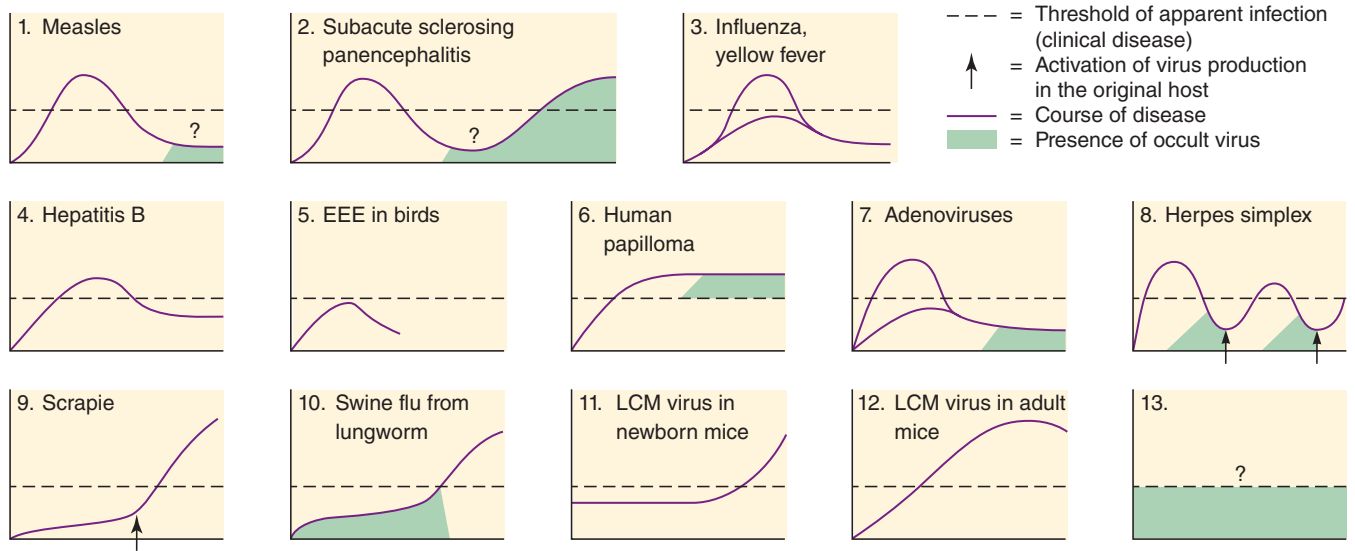 1. Measles
?
2. Subacute sclerosing
panencephalitis
?
3. Influenza,
yellow fever
= Threshold of apparent infection
(clinical disease)
= Activation of virus production
in the original host
= Course of disease
= Presence of occult virus
4. Hepatitis B
5. EEE in birds
6. Human
papilloma
7. Adenoviruses
8. Herpes simplex
9. Scrapie
10. Swine flu from
lungworm
11. LCM virus in
newborn mice
12. LCM virus in adult
mice
13.
?